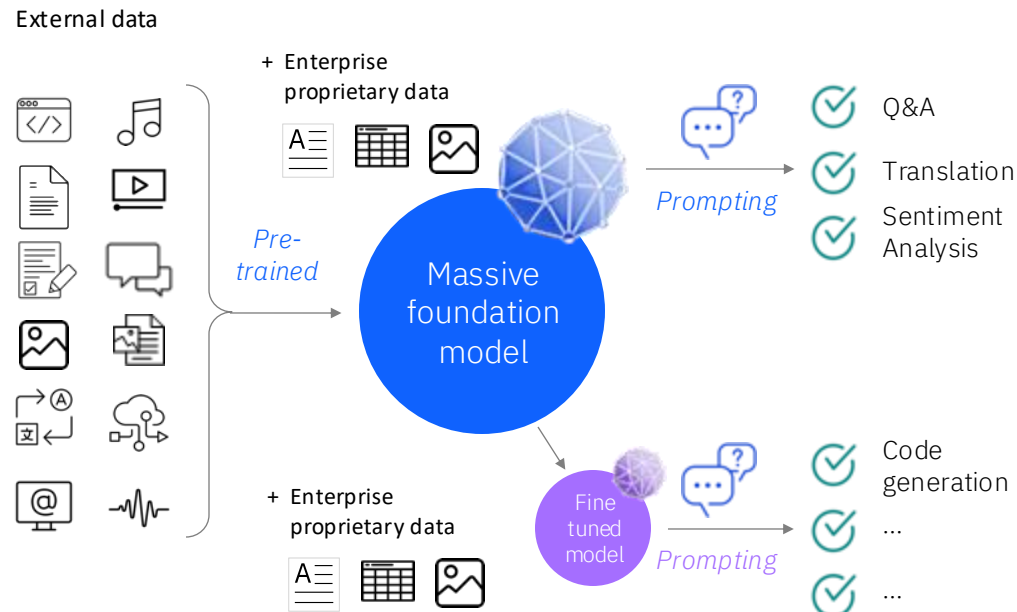 External data
+ Enterprise
proprietary data
A
Q&A
Prompting
Translation
Sentiment
Analysis
Pre-
trained
Massive
foundation
model
A
文
@
+ Enterprise
proprietary data
A
Fine
tuned
model
Prompting
Code
generation
...
...